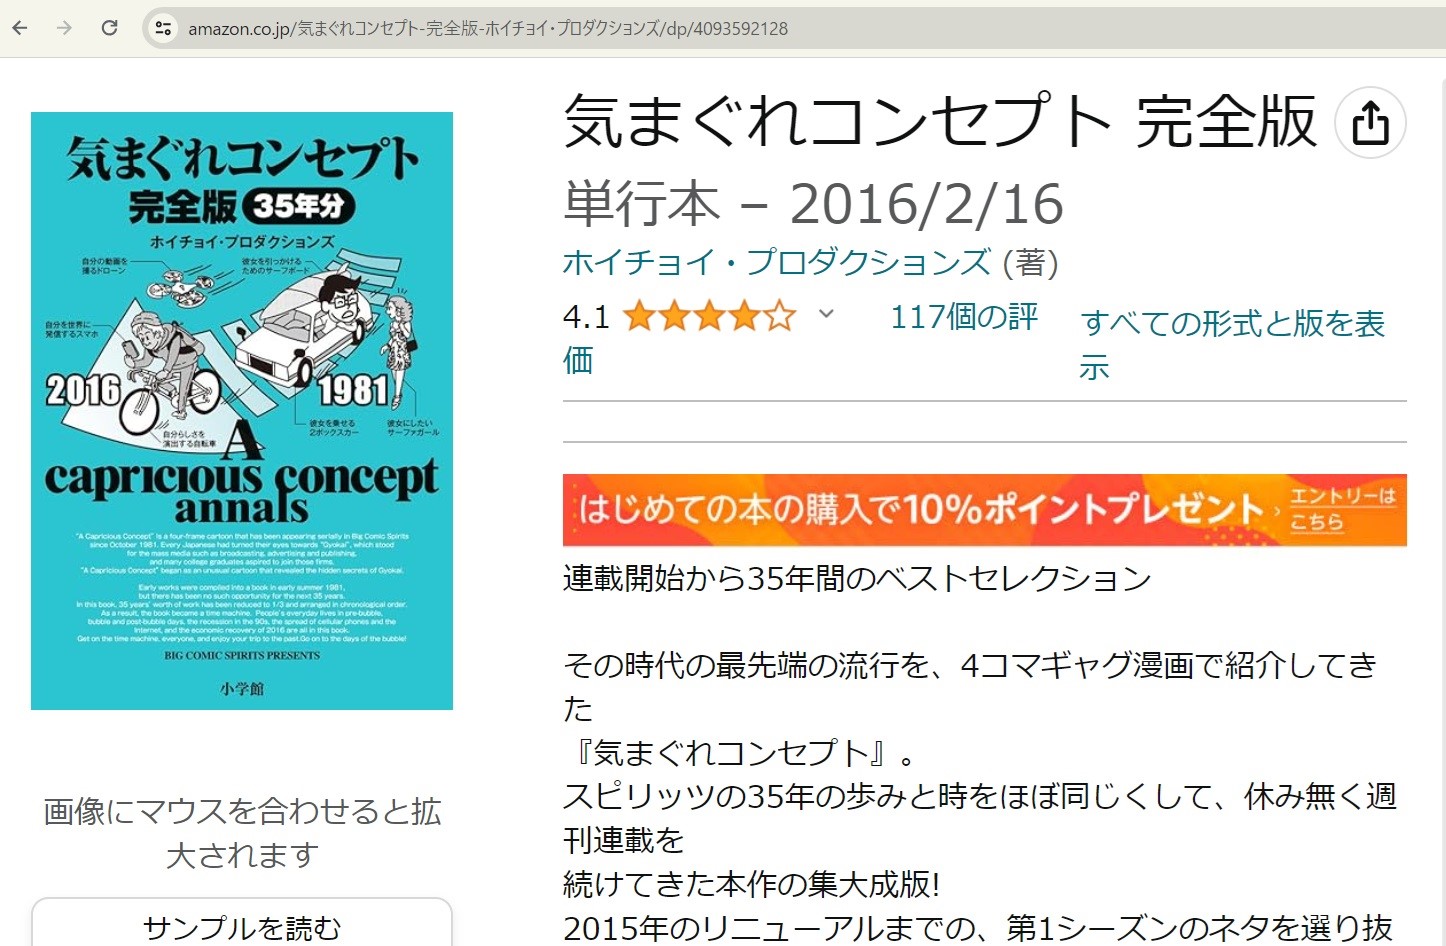 amazon.co.jp/気まぐれコンセプト-完全版-ホイチョイ・プロダクションズ/dp/4093592128
気まぐれコンセプト
完全版 35年分
ホイチョイ・プロダクションズ
自分の動画を
撮るドローン
彼女を引っかける
ためのサーフボード
自分を世界に
発信するスマホ
2016
1981
自分らしさを
演出する自転車
彼女を乗せる
2ボックスカー
彼女にしたい
サーファガール
A
capricious concept
annals
"A Capricious Concept" is a four-frame cartoon that has been appearing serially in Big Comic Spirits
since October 1981. Every Japanese had turned their eyes towards "Gyokai", which stood
for the mass media such as broadcasting, advertising and publishing,
and many college graduates aspired to join those firms.
"A Capricious Concept" began as an unusual cartoon that revealed the hidden secrets of Gyokai.
Early works were compiled into a book in early summer 1981,
but there has been no such opportunity for the next 35 years.
In this book, 35 years' worth of work has been reduced to 1/3 and arranged in chronological order.
As a result, the book became a time machine. People's everyday lives in pre-bubble,
bubble and post-bubble days, the recession in the 90s, the spread of cellular phones and the
Internet, and the economic recovery of 2016 are all in this book.
Get on the time machine, everyone, and enjoy your trip to the past.Go on to the days of the bubble!
BIG COMIC SPIRITS PRESENTS
小学館
画像にマウスを合わせると拡
大されます
サンプルを読む
気まぐれコンセプト 完全版
単行本 – 2016/2/16
ホイチョイ・プロダクションズ (著)
4.1
117個の評
価
すべての形式と版を表
示
はじめての本の購入で10%ポイントプレゼント ›
エントリーは
こちら
連載開始から35年間のベストセレクション
その時代の最先端の流行を、4コマギャグ漫画で紹介してき
た
『気まぐれコンセプト』。
スピリッツの35年の歩みと時をほぼ同じくして、休み無く週
刊連載を
続けてきた本作の集大成版!
2015年のリニューアルまでの、第1シーズンのネタを選り抜